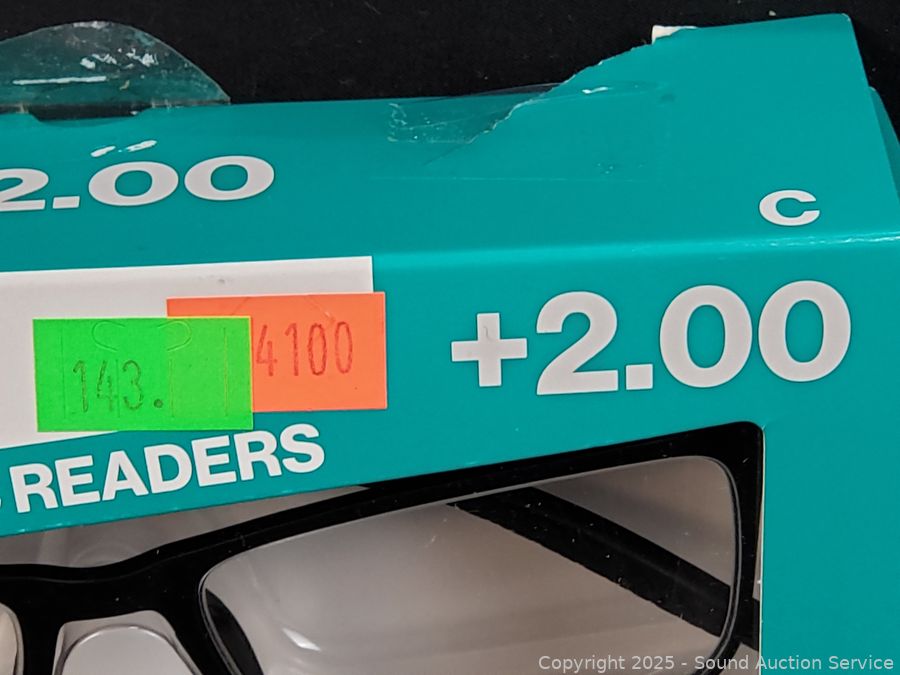 2.00
C
+2.00
4100
143.
READERS
Copyright © 2025 - Sound Auction Service